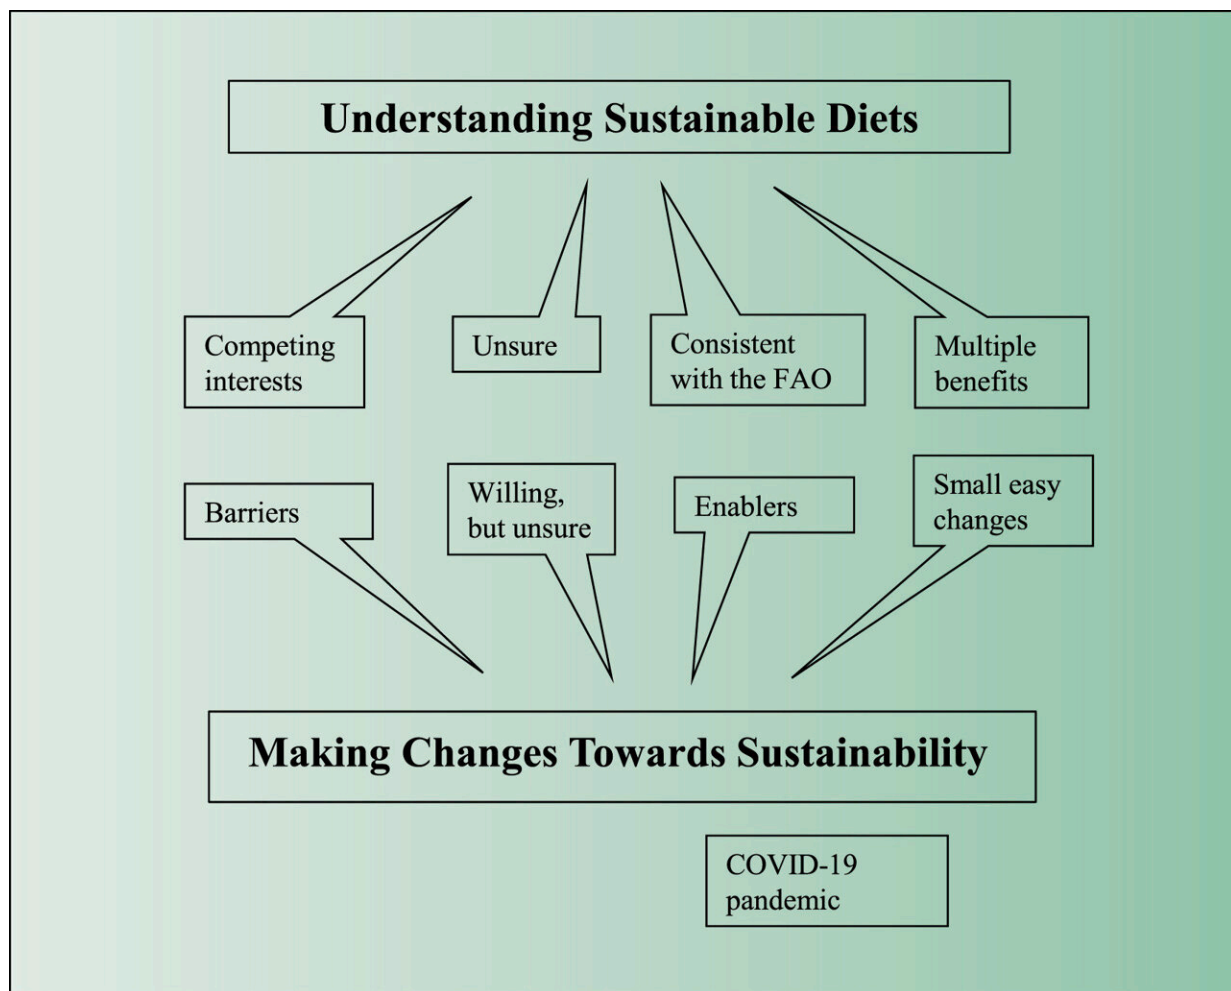 Understanding Sustainable Diets
Competing
interests
Unsure
Consistent
with the FAO
Multiple
benefits
Barriers
Willing,
but unsure
Enablers
Small easy
changes
Making Changes Towards Sustainability
COVID-19
pandemic